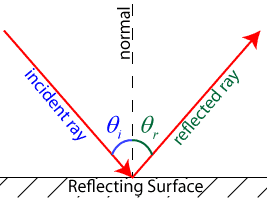 normal
incident ray
θi
θr
reflected ray
Reflecting Surface